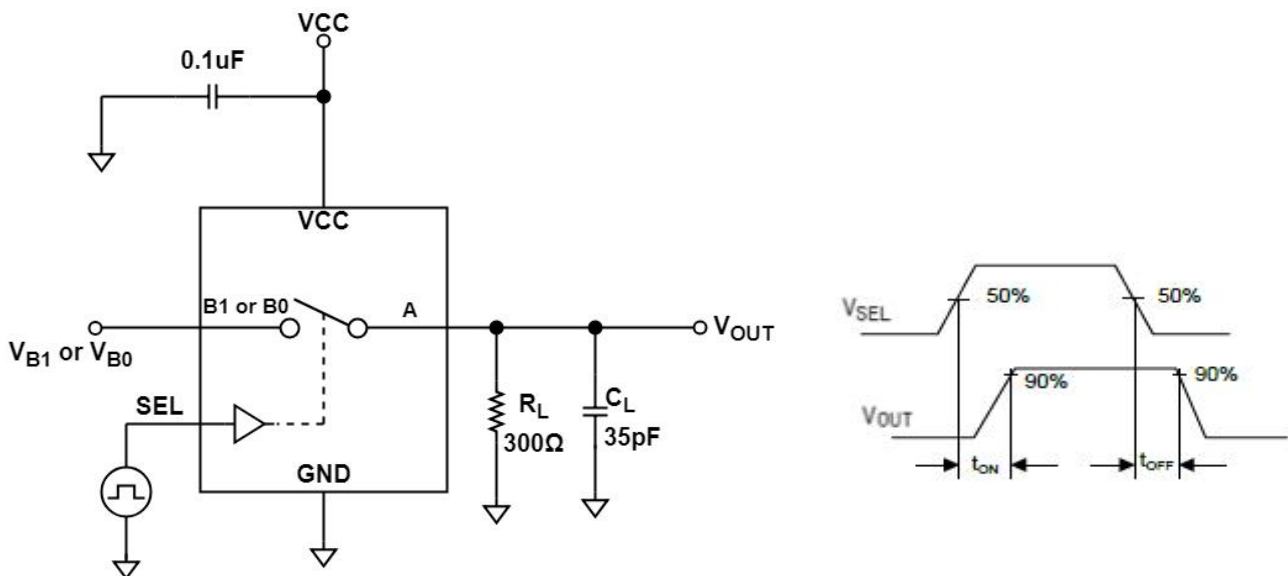 VCC
0.1uF
VCC
B1 or B0
A
VOUT
VB1 or VB0
SEL
RL
300Ω
CL
35pF
GND
VSEL
50%
50%
VOUT
90%
90%
tON
tOFF